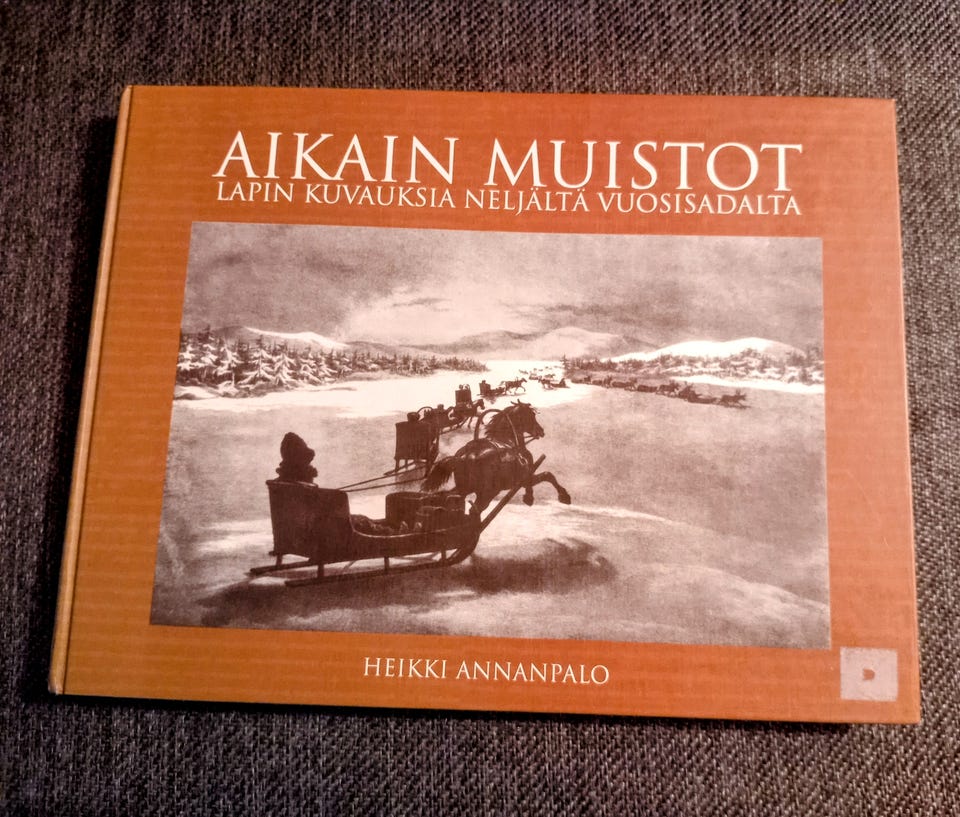 AIKAIN MUISTOT
LAPIN KUVAUKSIA NELJÄLTÄ VUOSISADALTA
HEIKKI ANNANPALO